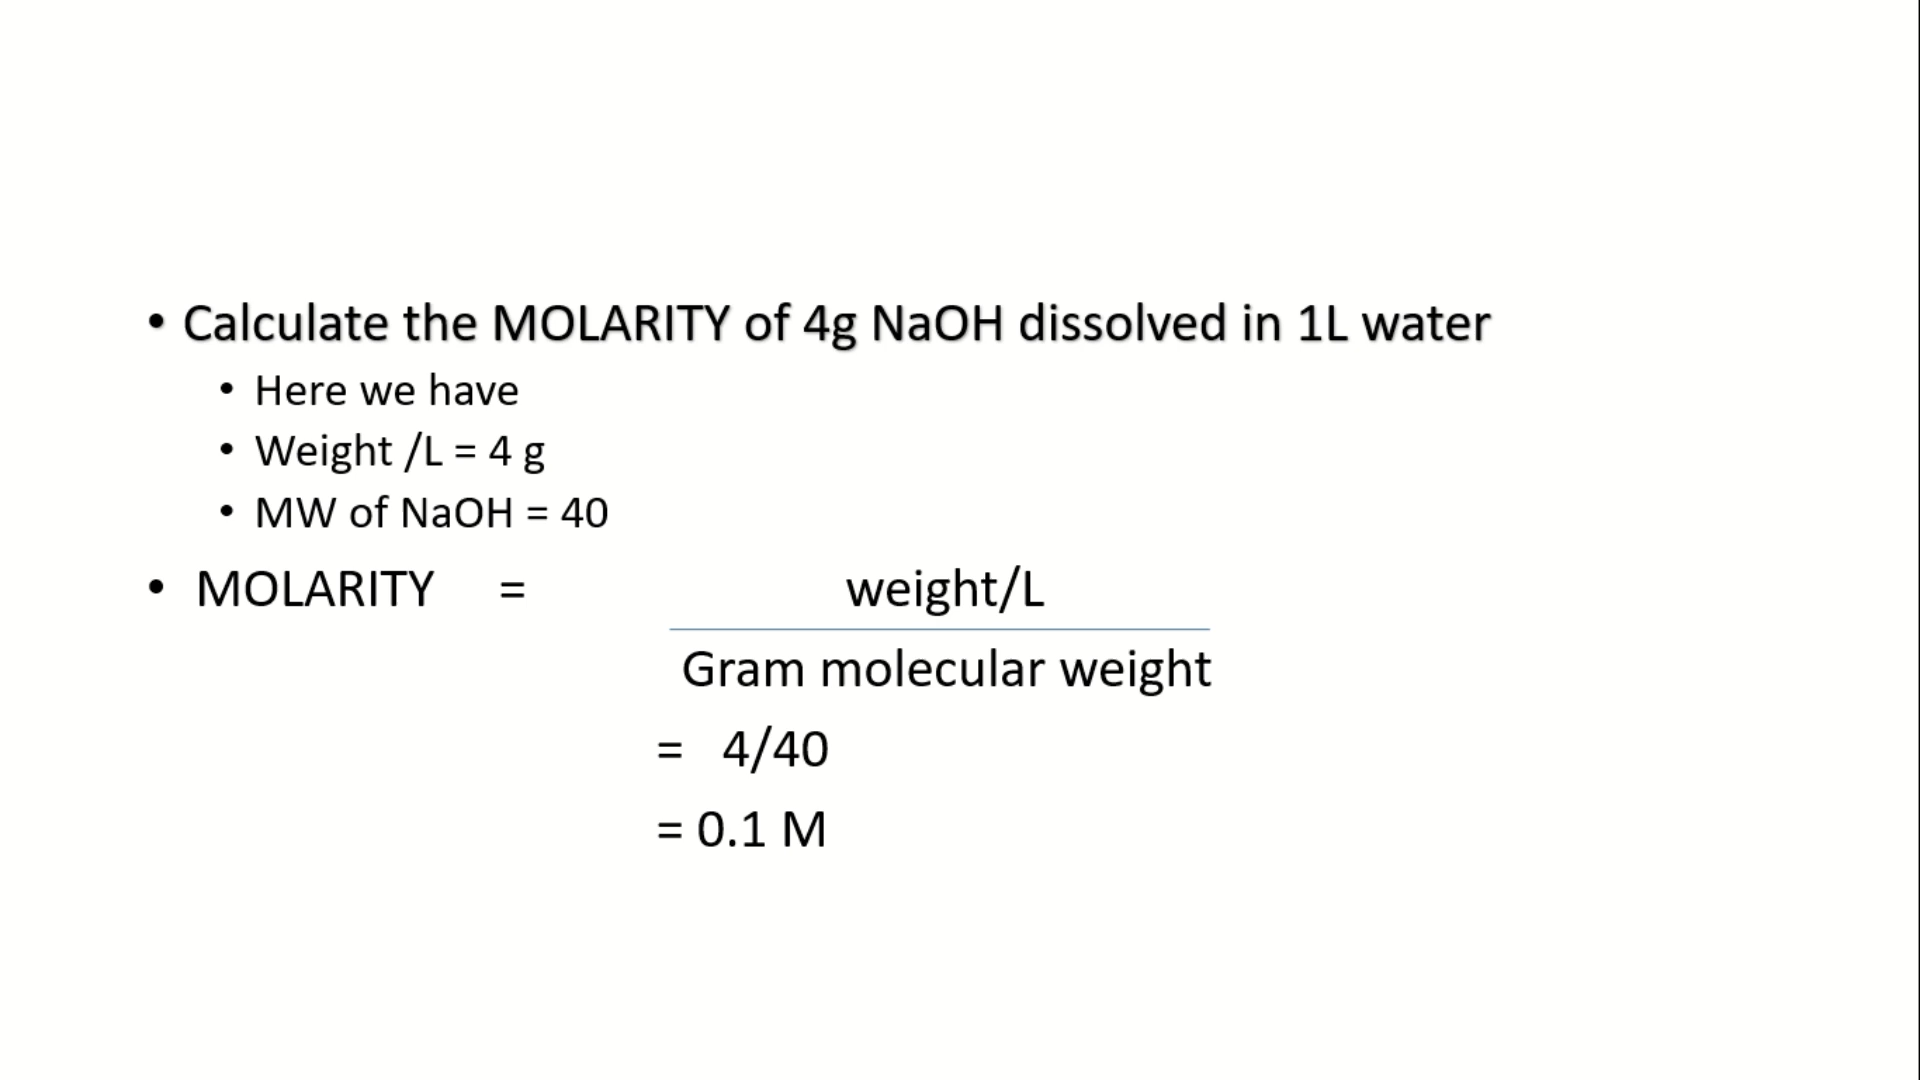 • Calculate the MOLARITY of 4g NaOH dissolved in 1L water
• Here we have
• Weight /L = 4 g
• MW of NaOH = 40
• MOLARITY = weight/L
Gram molecular weight
= 4/40
= 0.1 M